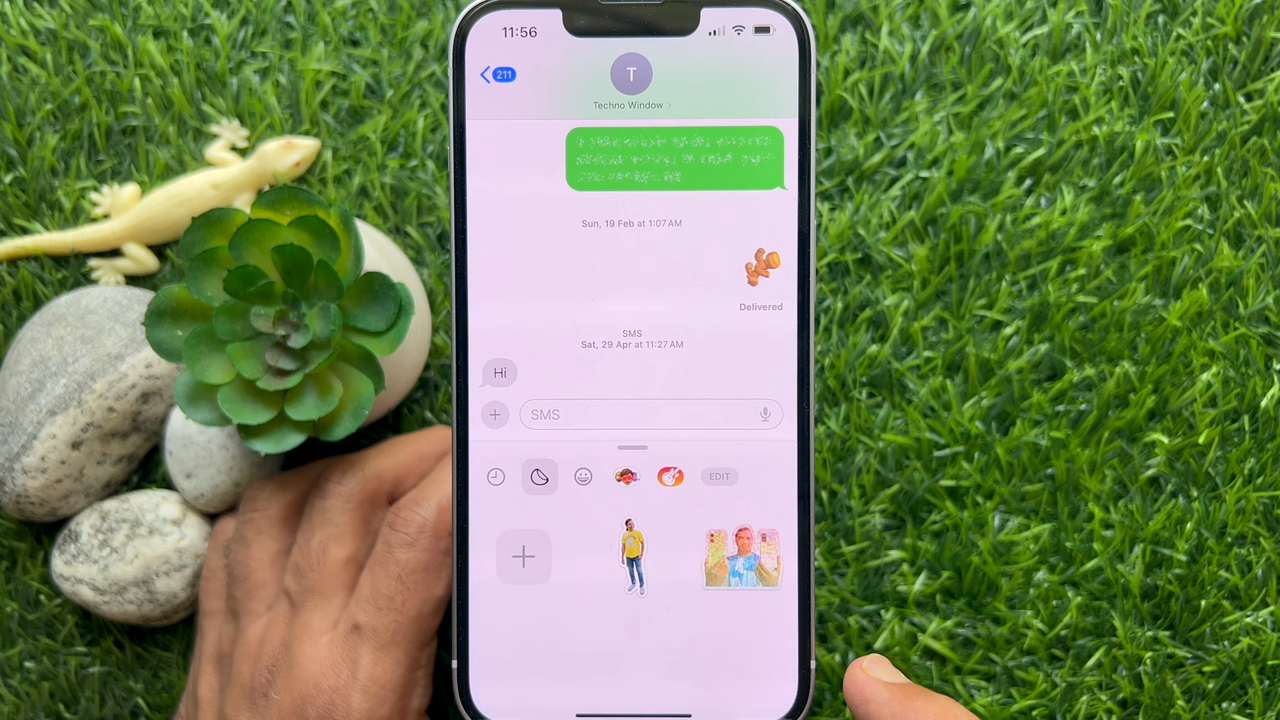 11:56
211
T
Techno Window
Sun, 19 Feb at 1:07 AM
Delivered
SMS
Sat, 29 Apr at 11:27 AM
Hi
SMS
EDIT